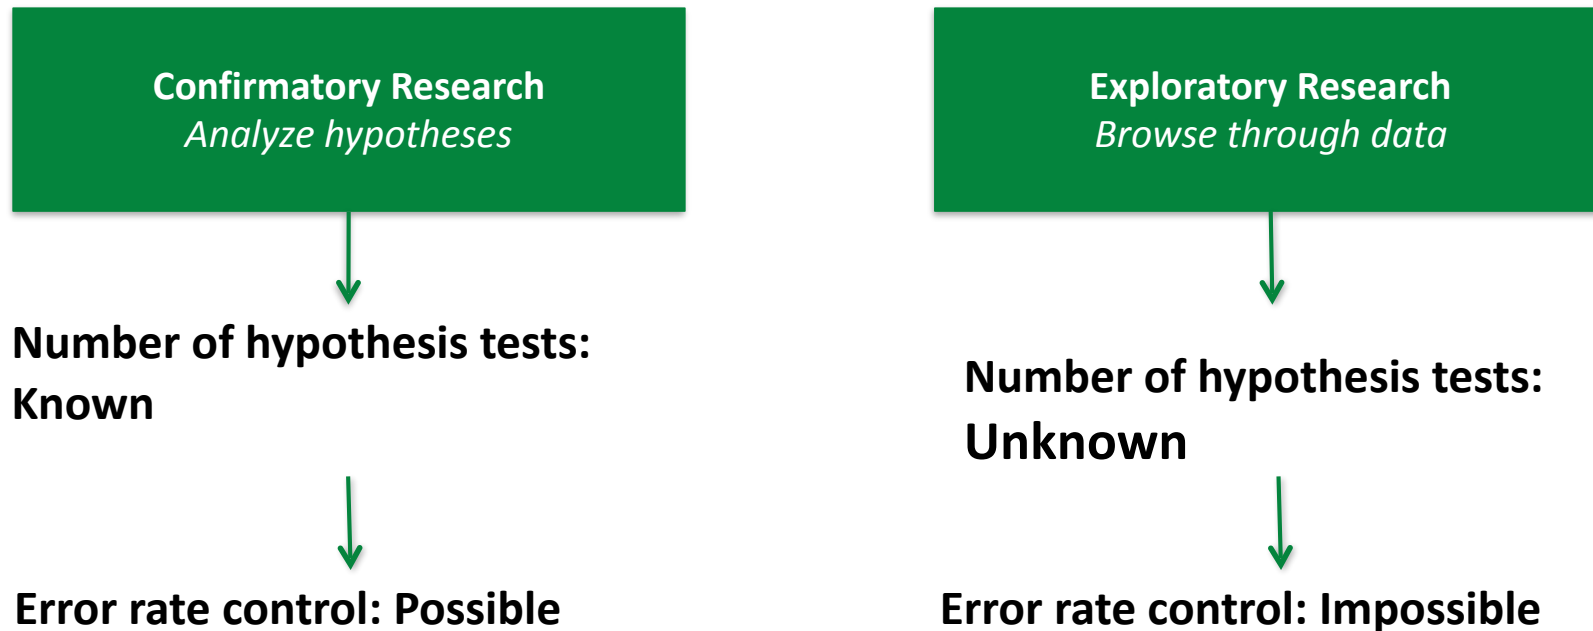 Confirmatory Research
Analyze hypotheses
Number of hypothesis tests:
Known
Error rate control: Possible
Exploratory Research
Browse through data
Number of hypothesis tests:
Unknown
Error rate control: Impossible